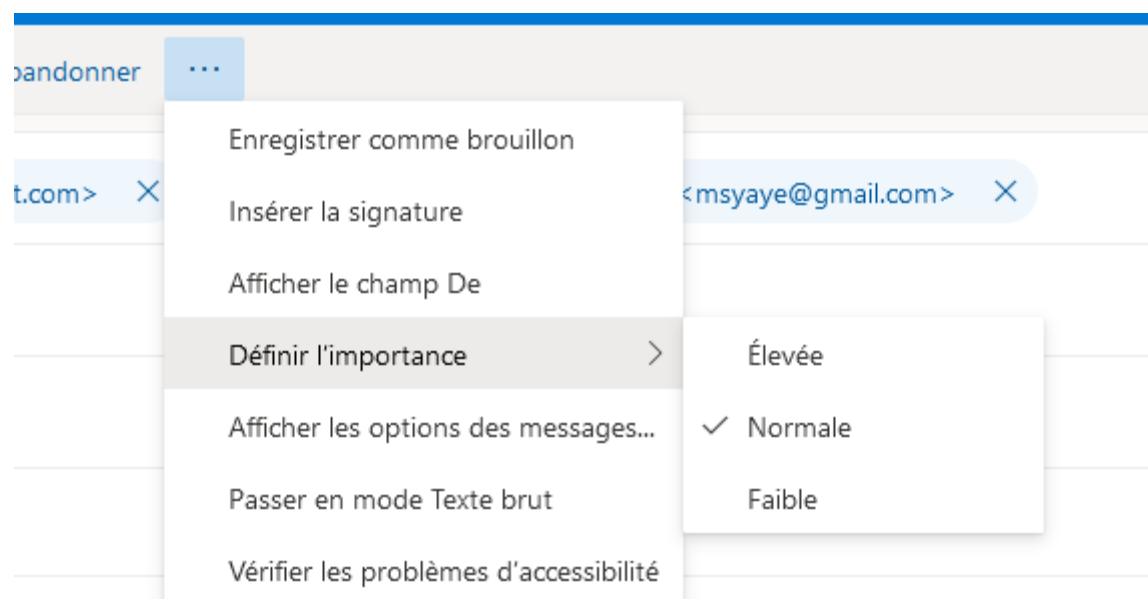 bandonner ...
Enregistrer comme brouillon
t.com> <msyaye@gmail.com>
Insérer la signature
Afficher le champ De
Définir l'importance
Élevée
Afficher les options des messages...
Normale
Passer en mode Texte brut
Faible
Vérifier les problèmes d'accessibilité